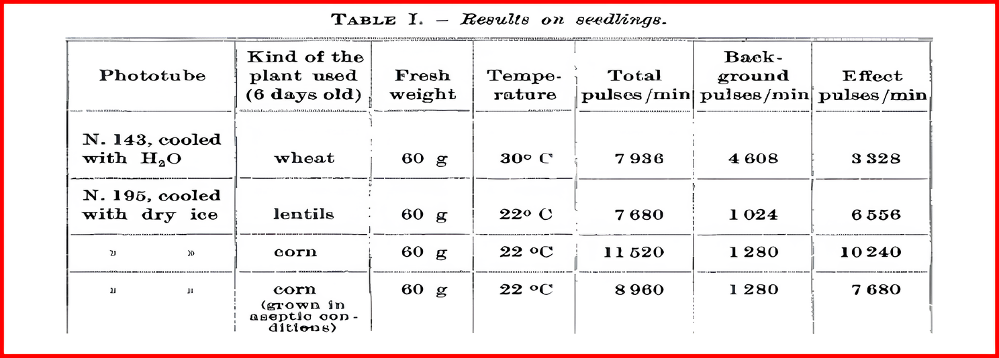 TABLE I. — Results on seedlings.
Phototube
Kind of the
plant used
(6 days old)
Fresh
weight
Tempe-
rature
Total
pulses/min
Back-
ground
pulses/min
Effect
pulses/min
N. 143, cooled
with H₂O
wheat
60 g
30° C
7 936
4 608
3 328
N. 195, cooled
with dry ice
lentils
60 g
22° C
7 680
1 024
6 556
» »
corn
60 g
22 °C
11 520
1 280
10 240
» »
corn
(grown in
aseptic con-
ditions)
60 g
22 °C
8 960
1 280
7 680